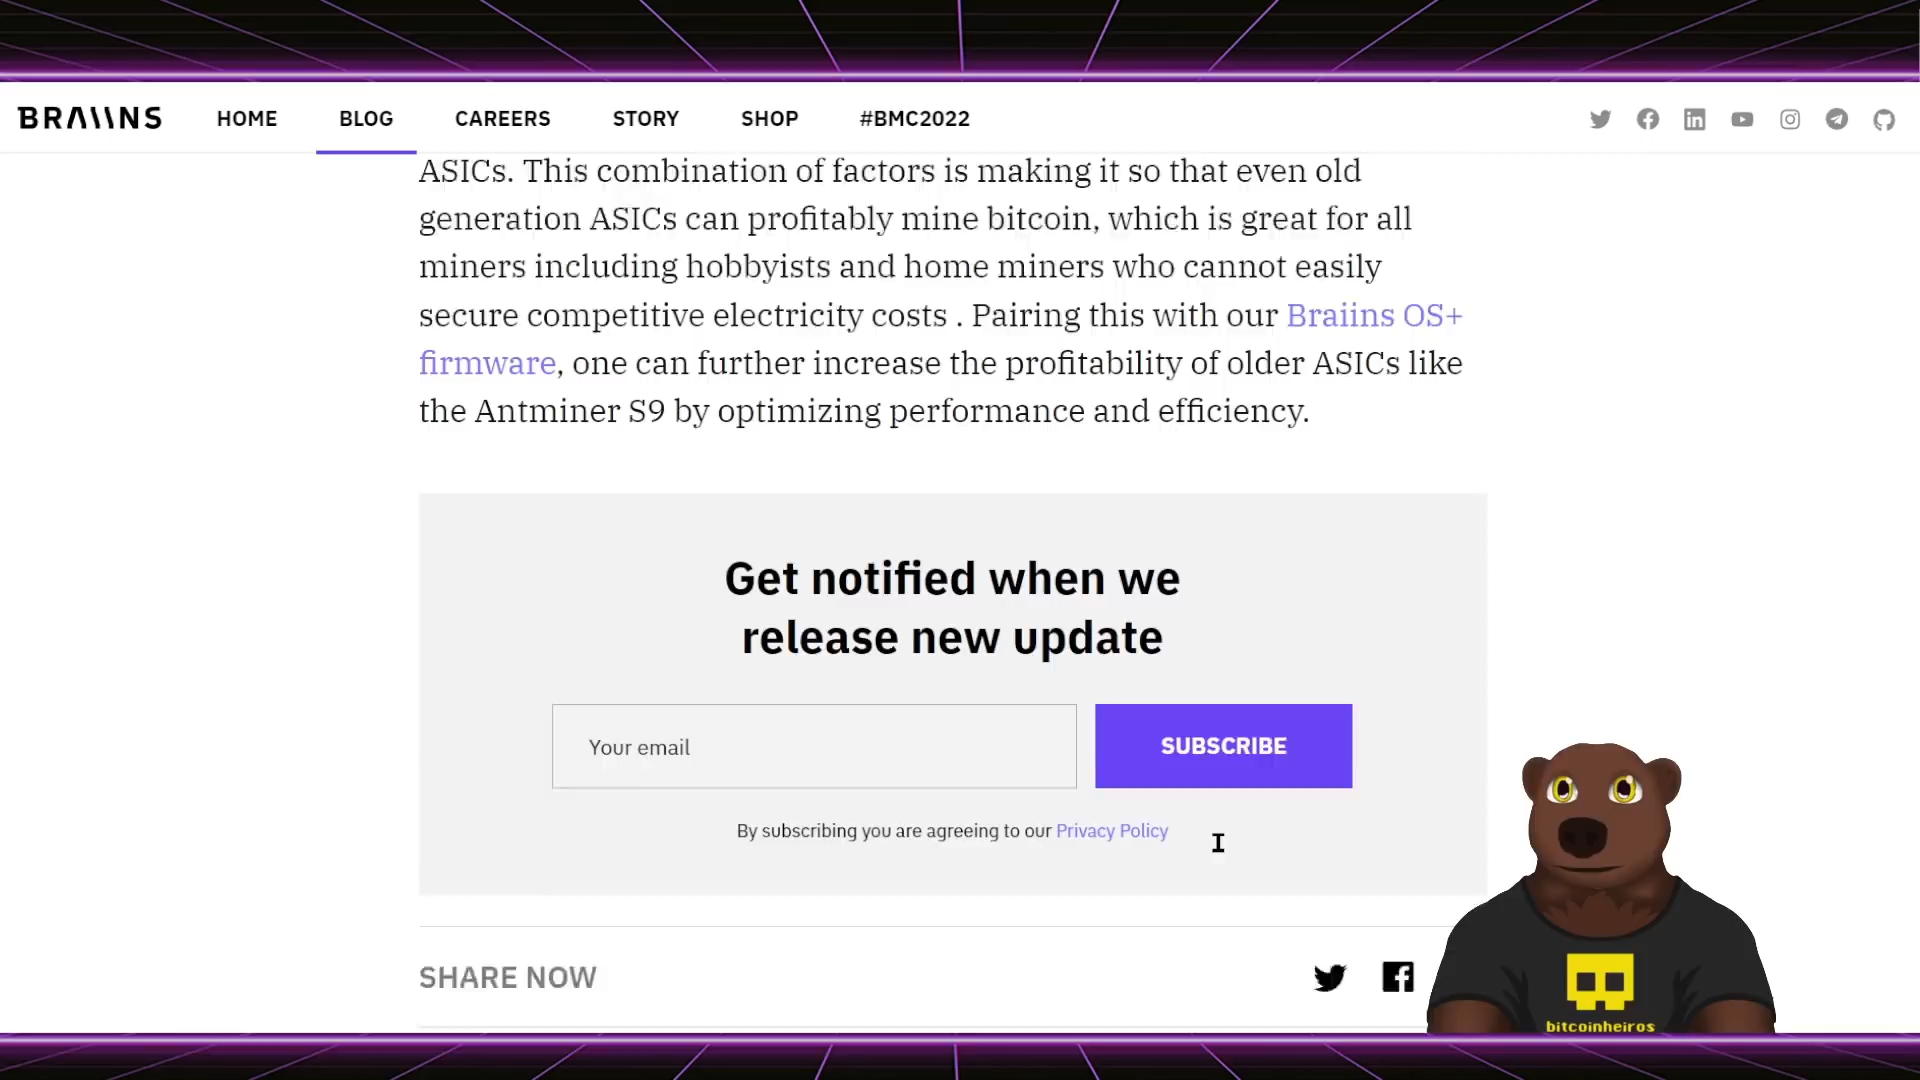 BRAIINS HOME BLOG CAREERS STORY SHOP #BMC2022
ASICs. This combination of factors is making it so that even old
generation ASICs can profitably mine bitcoin, which is great for all
miners including hobbyists and home miners who cannot easily
secure competitive electricity costs . Pairing this with our Braiins OS+
firmware, one can further increase the profitability of older ASICs like
the Antminer S9 by optimizing performance and efficiency.
Get notified when we
release new update
Your email
SUBSCRIBE
By subscribing you are agreeing to our Privacy Policy
SHARE NOW
bitcoinheiros